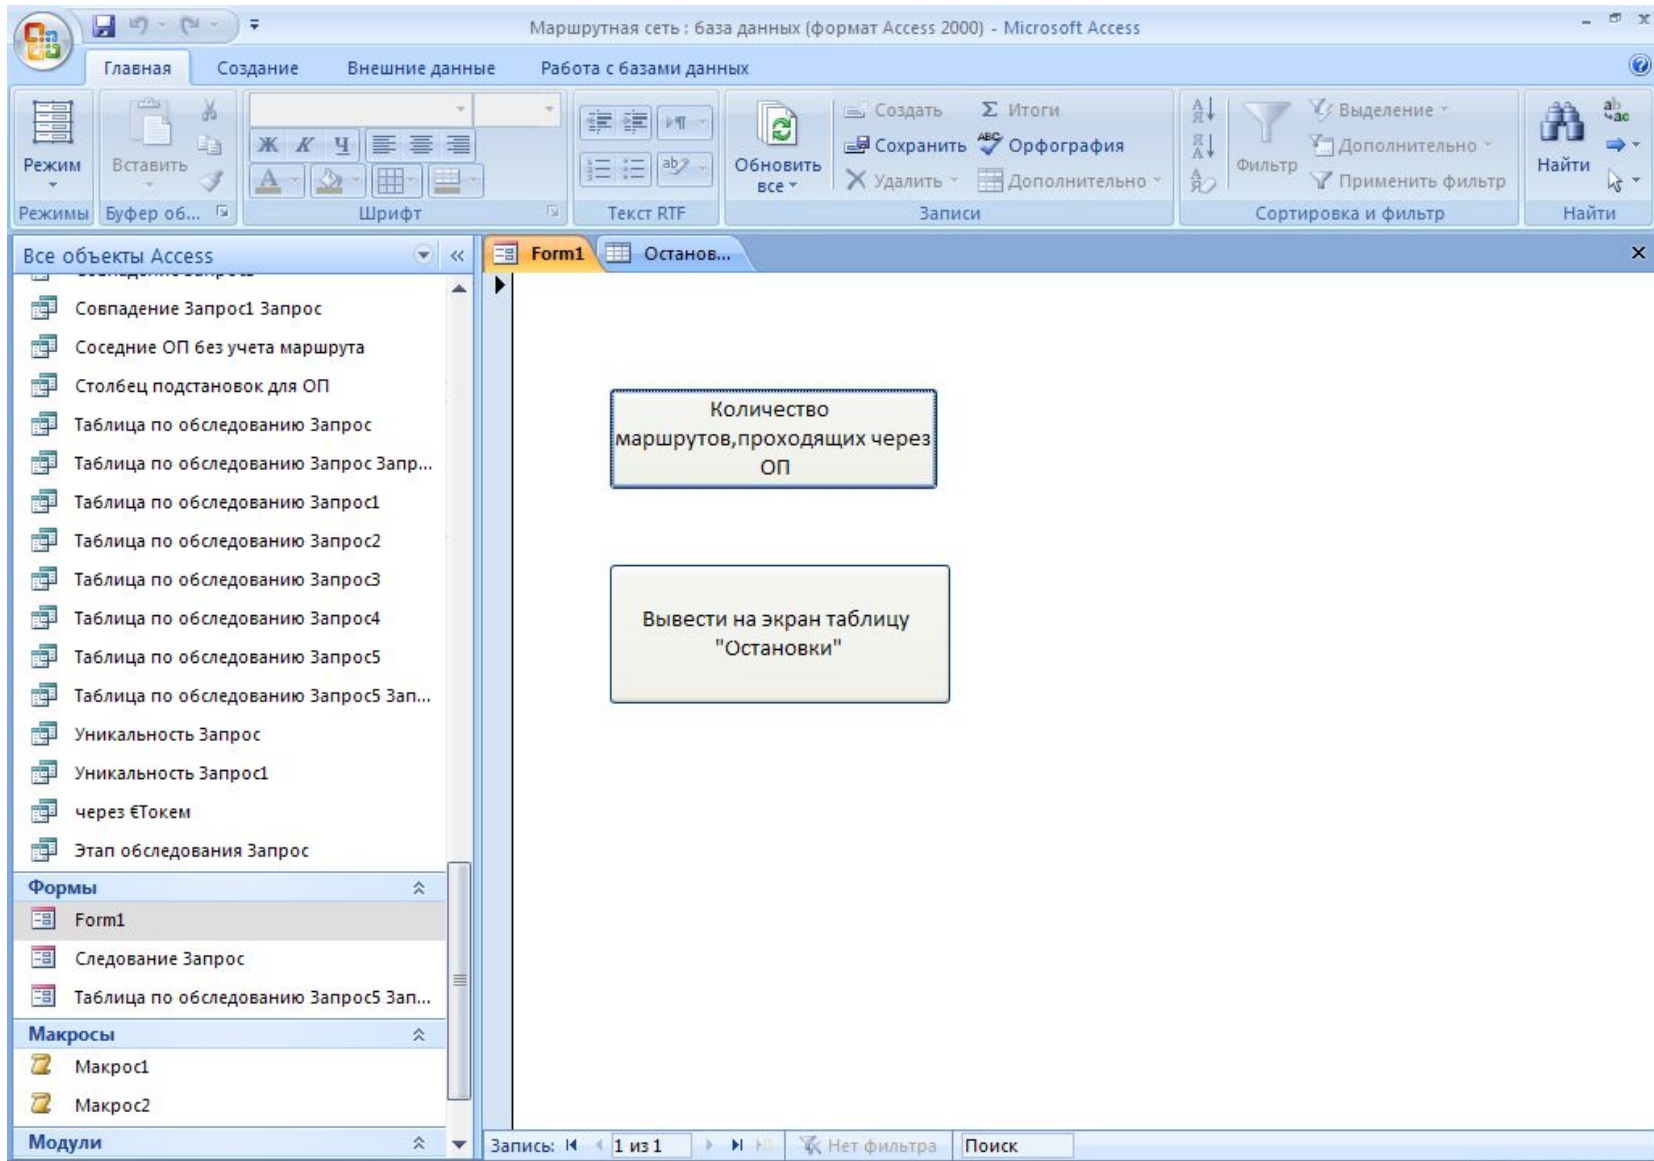 Маршрутная сеть : база данных (формат Access 2000) - Microsoft Access
Главная Создание Внешние данные Работа с базами данных
Режим
Вставить
Ж К Ч
Обновить все
Создать
Сохранить
Удалить
Σ Итоги
Орфография
Дополнительно
Фильтр
Выделение
Дополнительно
Применить фильтр
Найти
Режимы Буфер об... Шрифт Текст RTF Записи Сортировка и фильтр Найти
Все объекты Access
Form1 Останов...
Совпадение Запрос1 Запрос
Соседние ОП без учета маршрута
Столбец подстановок для ОП
Таблица по обследованию Запрос
Таблица по обследованию Запрос Запр...
Таблица по обследованию Запрос1
Таблица по обследованию Запрос2
Таблица по обследованию Запрос3
Таблица по обследованию Запрос4
Таблица по обследованию Запрос5
Таблица по обследованию Запрос5 Зап...
Уникальность Запрос
Уникальность Запрос1
через €Токем
Этап обследования Запрос
Формы
Form1
Следование Запрос
Таблица по обследованию Запрос5 Зап...
Макросы
Макрос1
Макрос2
Модули
Количество
маршрутов,проходящих через
ОП
Вывести на экран таблицу
"Остановки"
Запись: 1 из 1 Нет фильтра Поиск